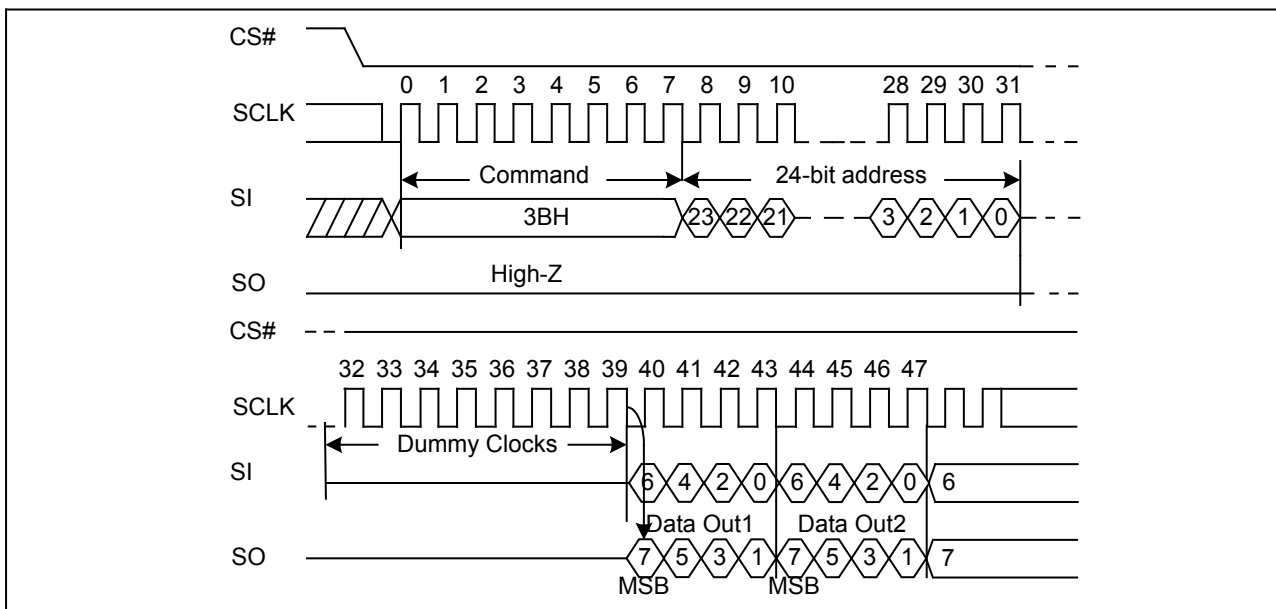 CS#
0 1 2 3 4 5 6 7 8 9 10 28 29 30 31
SCLK
Command 24-bit address
SI
3BH 23 22 21 3 2 1 0
High-Z
SO
CS#
32 33 34 35 36 37 38 39 40 41 42 43 44 45 46 47
SCLK
Dummy Clocks
SI 6 4 2 0 6 4 2 0 6
Data Out1 Data Out2
SO 7 5 3 1 7 5 3 1 7
MSB MSB